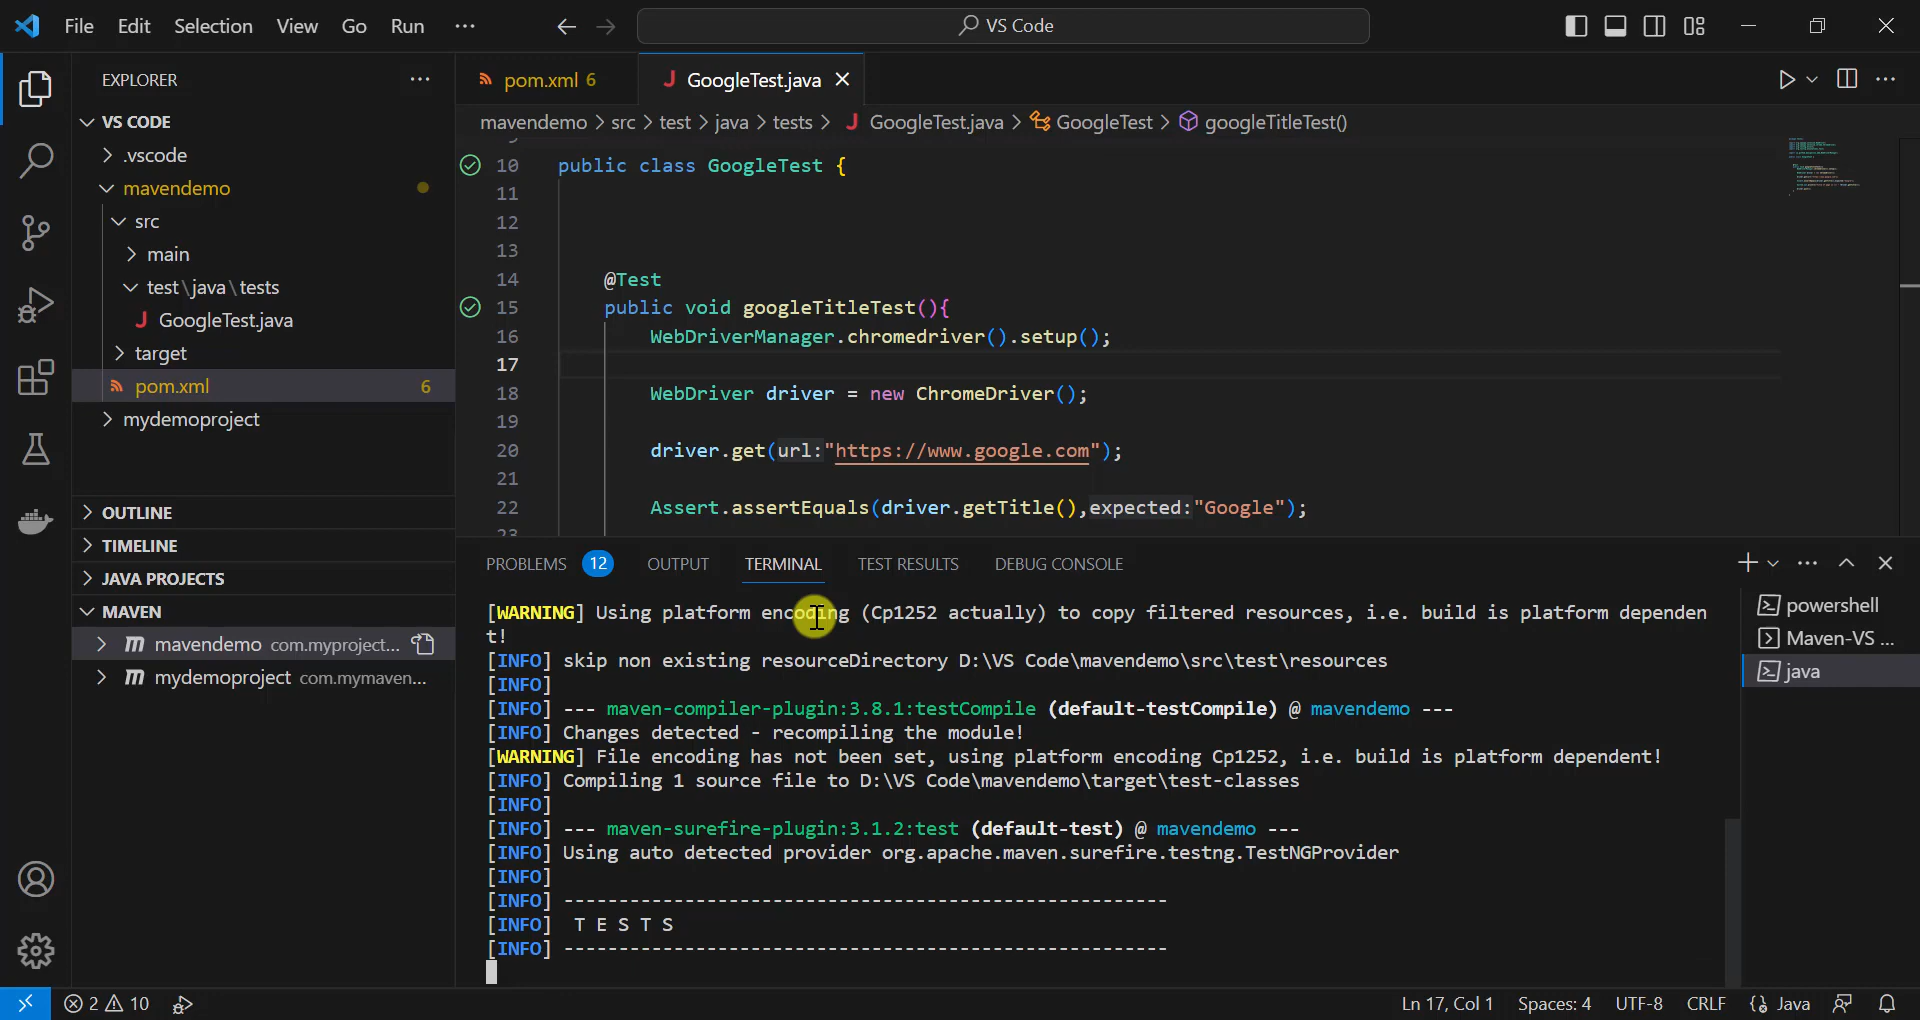 File Edit Selection View Go Run ··· VS Code
EXPLORER ···
VS CODE
.vscode
mavendemo
src
main
test\java\tests
J GoogleTest.java
target
pom.xml 6
mydemoproject
OUTLINE
TIMELINE
JAVA PROJECTS
MAVEN
m mavendemo com.myproject...
m mydemoproject com.mymaven...
pom.xml 6 J GoogleTest.java
mavendemo > src > test > java > tests > J GoogleTest.java > GoogleTest > googleTitleTest()
10 public class GoogleTest {
11
12
13
14 @Test
15 public void googleTitleTest(){
16 WebDriverManager.chromedriver().setup();
17
18 WebDriver driver = new ChromeDriver();
19
20 driver.get(url:"https://www.google.com");
21
22 Assert.assertEquals(driver.getTitle(),expected:"Google");
23
PROBLEMS 12 OUTPUT TERMINAL TEST RESULTS DEBUG CONSOLE
[WARNING] Using platform encoding (Cp1252 actually) to copy filtered resources, i.e. build is platform dependen
t!
[INFO] skip non existing resourceDirectory D:\VS Code\mavendemo\src\test\resources
[INFO]
[INFO] --- maven-compiler-plugin:3.8.1:testCompile (default-testCompile) @ mavendemo ---
[INFO] Changes detected - recompiling the module!
[WARNING] File encoding has not been set, using platform encoding Cp1252, i.e. build is platform dependent!
[INFO] Compiling 1 source file to D:\VS Code\mavendemo\target\test-classes
[INFO]
[INFO] --- maven-surefire-plugin:3.1.2:test (default-test) @ mavendemo ---
[INFO] Using auto detected provider org.apache.maven.surefire.testng.TestNGProvider
[INFO]
[INFO] -------------------------------------------------------
[INFO]  T E S T S
[INFO] -------------------------------------------------------
powershell
Maven-VS ...
java
2 10 Ln 17, Col 1 Spaces: 4 UTF-8 CRLF {} Java